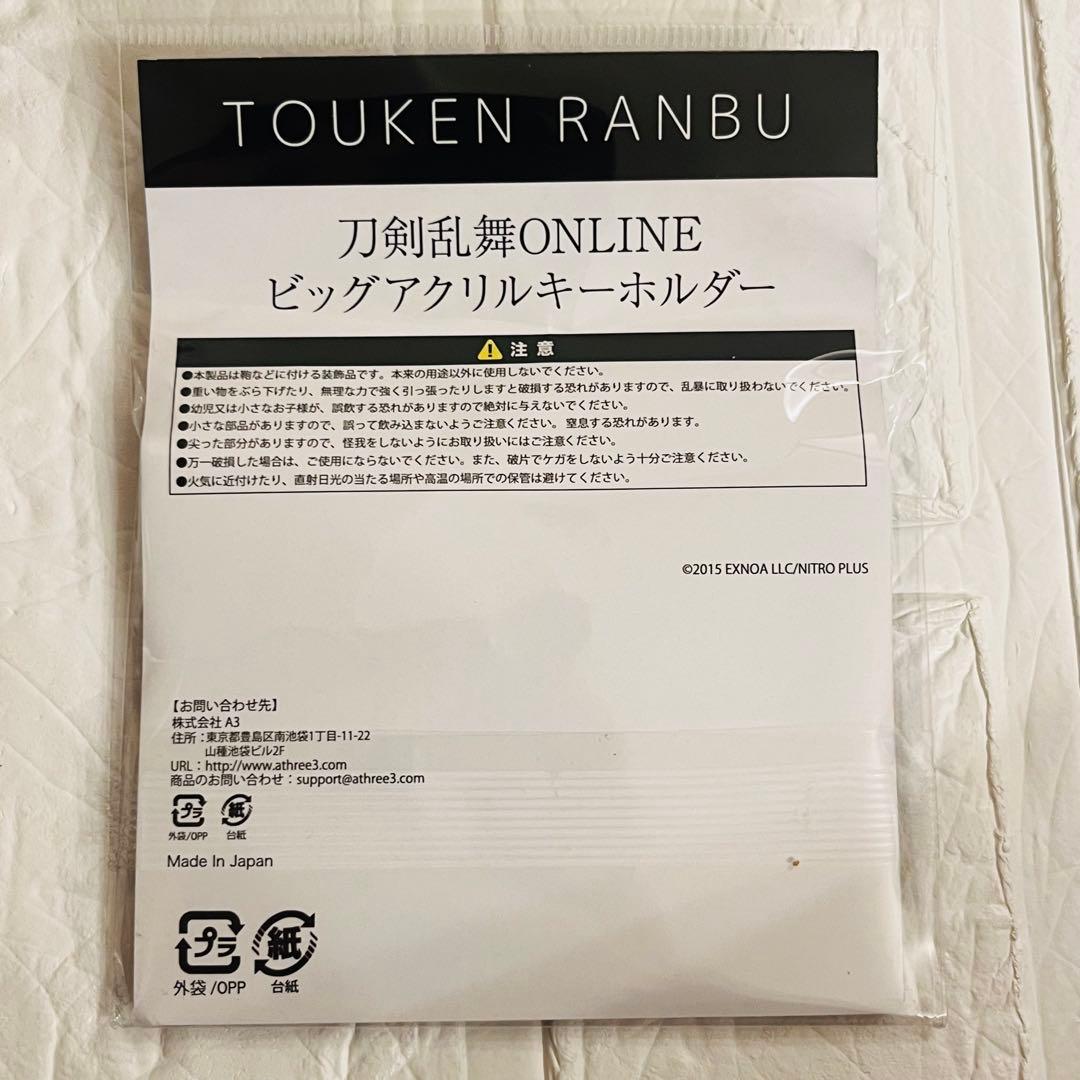 TOUKEN RANBU
刀剣乱舞ONLINE
ビッグアクリルキーホルダー
注意
●本製品は鞄などに付ける装飾品です。本来の用途以外に使用しないでください。
●重い物をぶら下げたり、無理な力で強く引っ張ったりしますと破損する恐れがありますので、乱暴に取り扱わないでください。
●幼児又は小さなお子様が、誤飲する恐れがありますので絶対に与えないでください。
●小さな部品がありますので、誤って飲み込まないようご注意ください。窒息する恐れがあります。
●尖った部分がありますので、怪我をしないようにお取り扱いにはご注意ください。
●万一破損した場合は、ご使用にならないでください。また、破片でケガをしないよう十分ご注意ください。
●火気に近付けたり、直射日光の当たる場所や高温の場所での保管は避けてください。
©2015 EXNOA LLC/NITRO PLUS
【お問い合わせ先】
株式会社 A3
住所：東京都豊島区南池袋1丁目-11-22
山種池袋ビル2F
URL：http://www.athree3.com
商品のお問い合わせ：support@athree3.com
プラ 紙
外袋/OPP 台紙
Made In Japan
プラ 紙
外袋/OPP 台紙